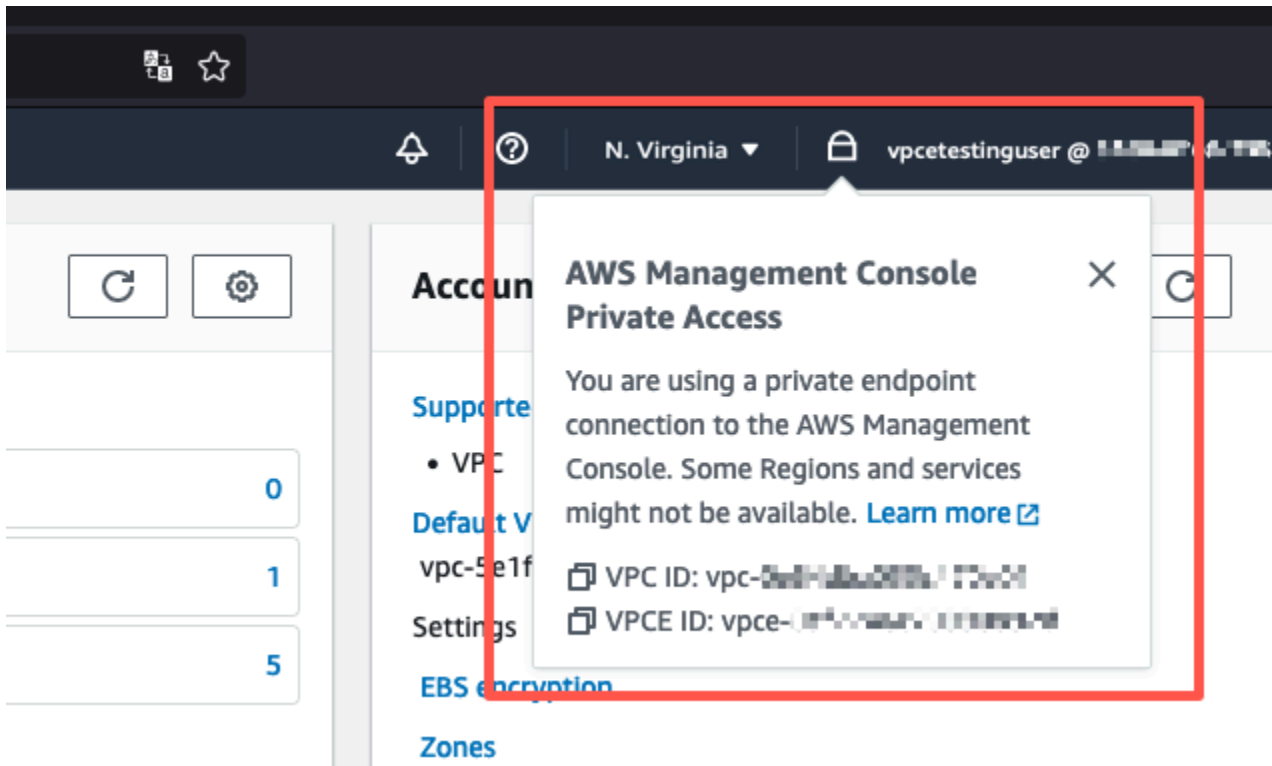 N. Virginia
vpcetestinguser @
Accoun
AWS Management Console
Private Access
You are using a private endpoint
connection to the AWS Management
Console. Some Regions and services
might not be available. Learn more
VPC ID: vpc-
VPCE ID: vpce-
Supporte
• VPC
Default V
vpc-5e1f
Settings
EBS encryption
Zones
0
1
5